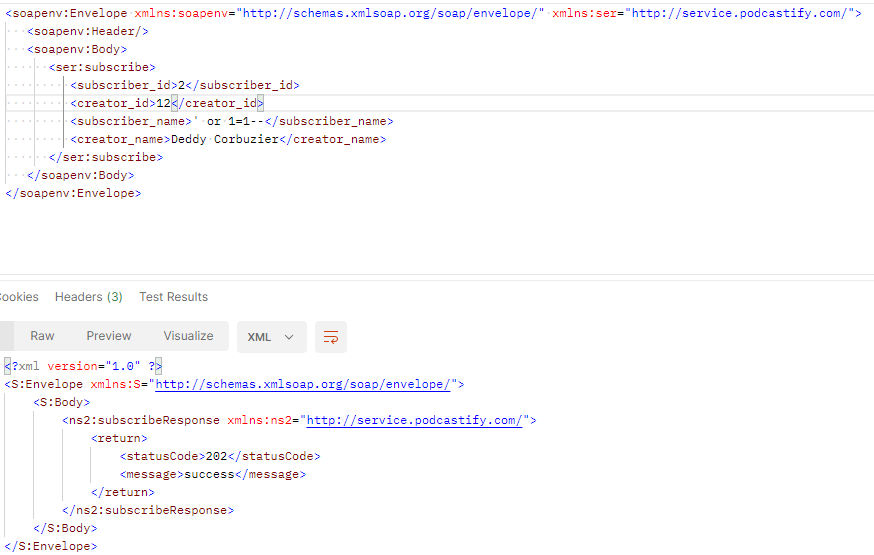 <soapenv:Envelope xmlns:soapenv="http://schemas.xmlsoap.org/soap/envelope/" xmlns:ser="http://service.podcastify.com/">
<soapenv:Header/>
<soapenv:Body>
<ser:subscribe>
<subscriber_id>2</subscriber_id>
<creator_id>12</creator_id>
<subscriber_name>' or 1=1--</subscriber_name>
<creator_name>Deddy Corbuzier</creator_name>
</ser:subscribe>
</soapenv:Body>
</soapenv:Envelope>
Cookies Headers (3) Test Results
Raw Preview Visualize XML
<?xml version="1.0" ?>
<S:Envelope xmlns:S="http://schemas.xmlsoap.org/soap/envelope/">
<S:Body>
<ns2:subscribeResponse xmlns:ns2="http://service.podcastify.com/">
<return>
<statusCode>202</statusCode>
<message>success</message>
</return>
</ns2:subscribeResponse>
</S:Body>
</S:Envelope>